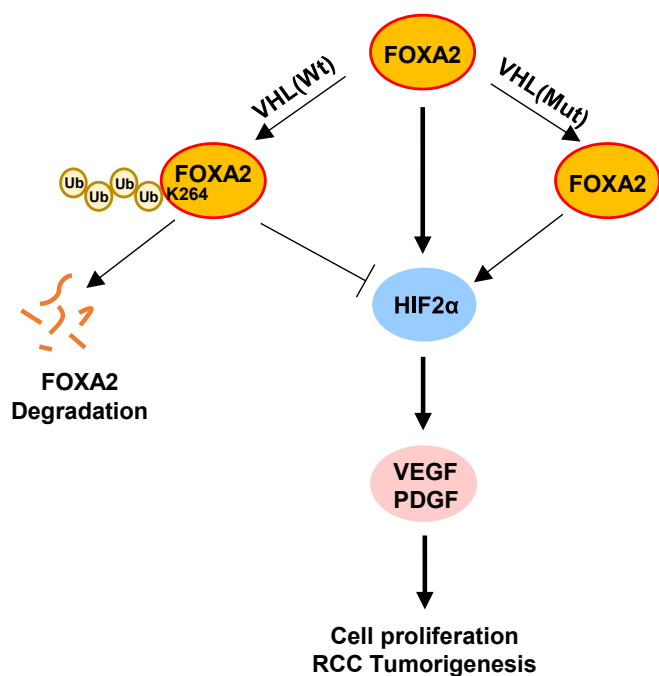 FOXA2
VHL(Wt)
VHL(Mut)
FOXA2
K264
Ub
Ub
Ub
Ub
FOXA2
HIF2α
FOXA2
Degradation
VEGF
PDGF
Cell proliferation
RCC Tumorigenesis